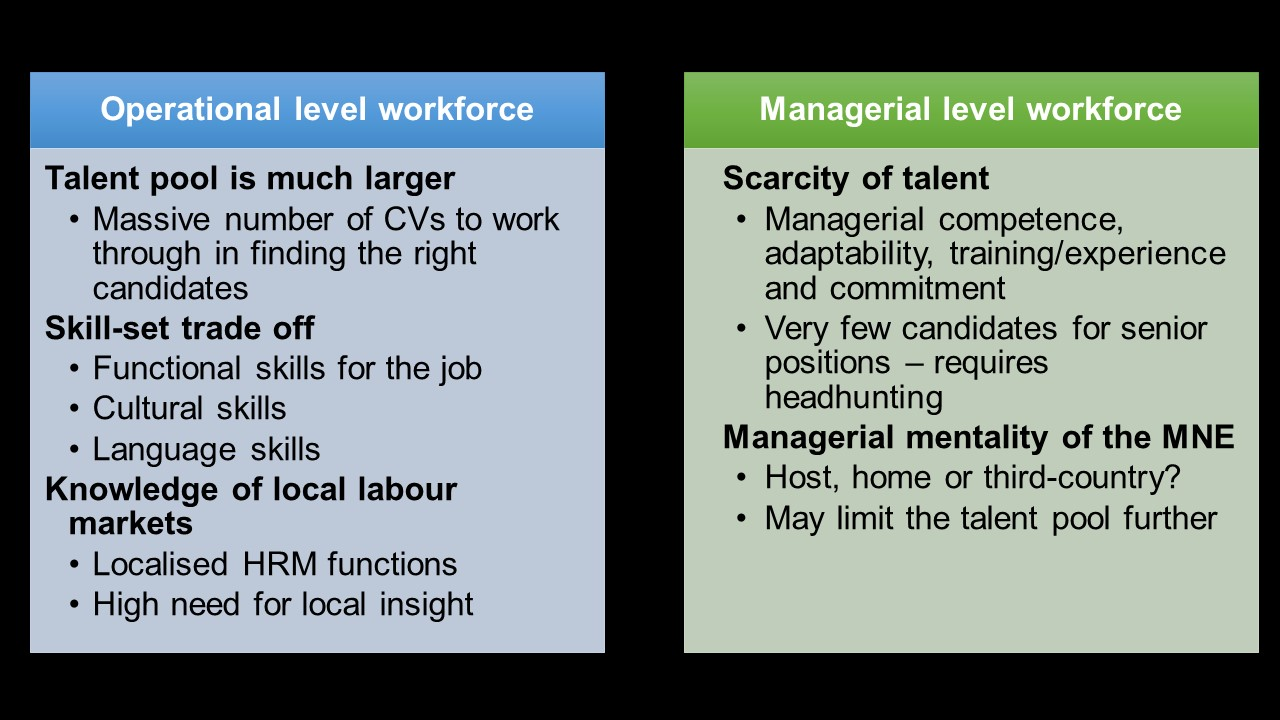 Operational level workforce
Talent pool is much larger
• Massive number of CVs to work
through in finding the right
candidates
Skill-set trade off
• Functional skills for the job
• Cultural skills
• Language skills
Knowledge of local labour
markets
• Localised HRM functions
• High need for local insight
Managerial level workforce
Scarcity of talent
• Managerial competence,
adaptability, training/experience
and commitment
• Very few candidates for senior
positions – requires
headhunting
Managerial mentality of the MNE
• Host, home or third-country?
• May limit the talent pool further